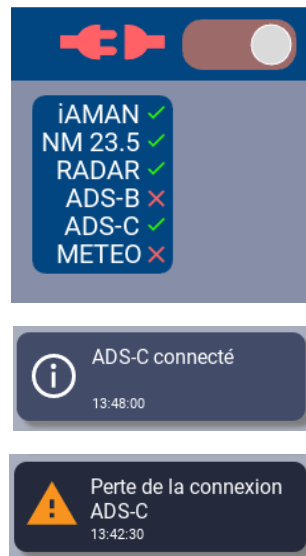 iAMAN ✓
NM 23.5 ✓
RADAR ✓
ADS-B ✕
ADS-C ✓
METEO ✕
ADS-C connecté
13:48:00
Perte de la connexion
ADS-C
13:42:30